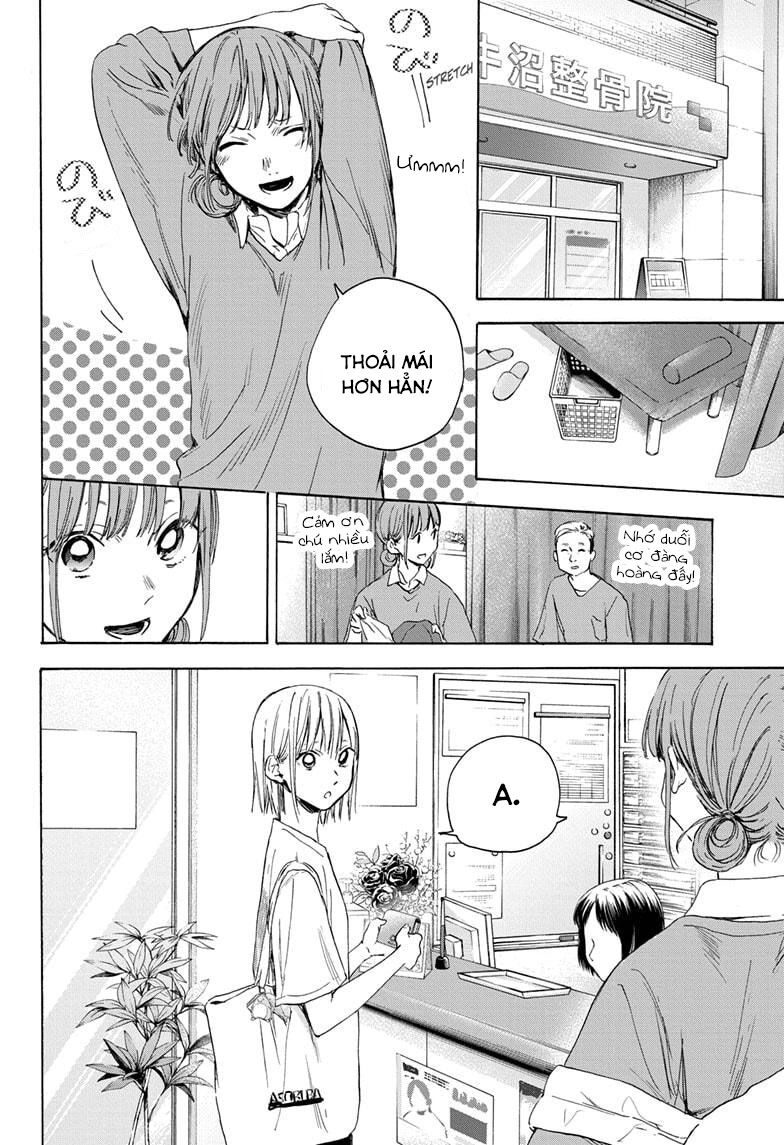 井沼整骨院
のび
STRETCH
Ưmmm!
のび
THOẢI MÁI
HƠN HẲN!
Nhớ duỗi
cơ đàng
hoàng đấy!
Cảm ơn
chú nhiều
lắm!
A.